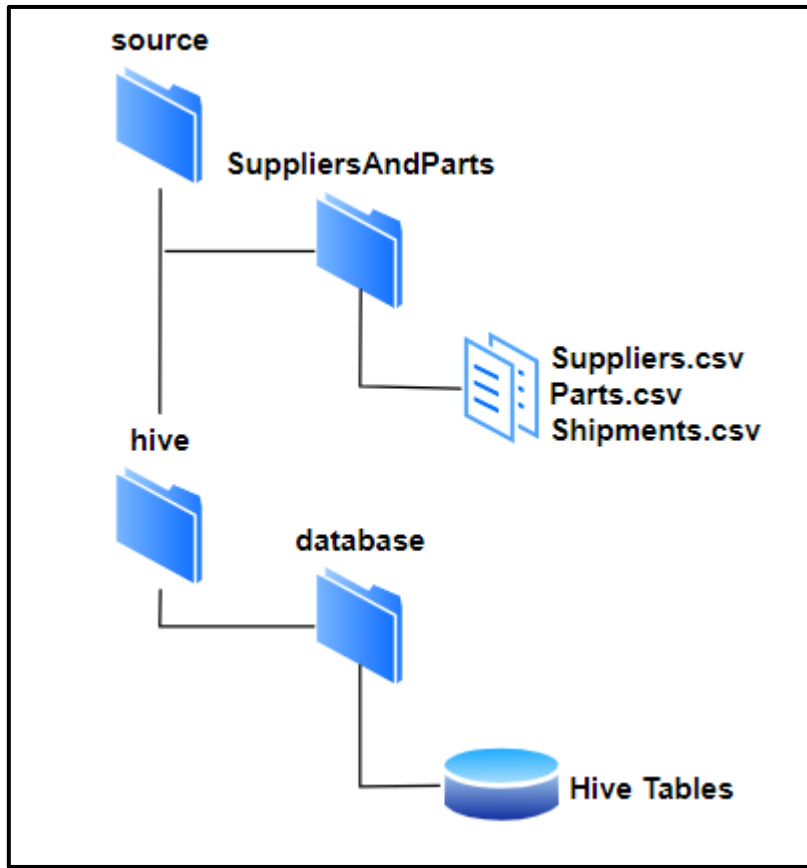 source
SuppliersAndParts
Suppliers.csv
Parts.csv
Shipments.csv
hive
database
Hive Tables